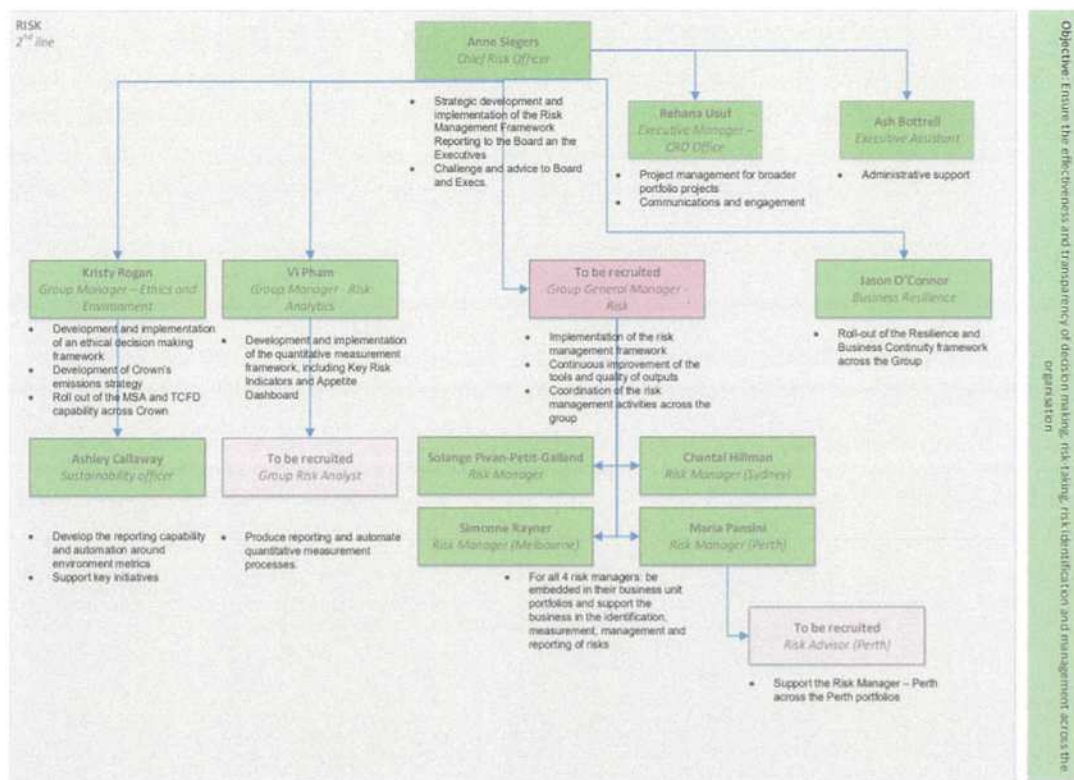 RISK
2nd line
Anne Siegers
Chief Risk Officer
• Strategic development and
implementation of the Risk
Management Framework
Reporting to the Board an the
Executives
• Challenge and advice to Board
and Execs.
Rehana Usuf
Executive Manager –
CRO Office
• Project management for broader
portfolio projects
• Communications and engagement
Ash Bottrell
Executive Assistant
• Administrative support
Kristy Rogan
Group Manager – Ethics and
Environment
• Development and implementation
of an ethical decision making
framework
• Development of Crown's
emissions strategy
• Roll out of the MSA and TCFD
capability across Crown
Vi Pham
Group Manager - Risk
Analytics
• Development and implementation
of the quantitative measurement
framework, including Key Risk
Indicators and Appetite
Dashboard
To be recruited
Group General Manager -
Risk
• Implementation of the risk
management framework
• Continuous improvement of the
tools and quality of outputs
• Coordination of the risk
management activities across the
group
Jason O'Connor
Business Resilience
• Roll-out of the Resilience and
Business Continuity framework
across the Group
Ashley Callaway
Sustainability officer
• Develop the reporting capability
and automation around
environment metrics
• Support key initiatives
To be recruited
Group Risk Analyst
• Produce reporting and automate
quantitative measurement
processes.
Solange Pivan-Petit-Galland
Risk Manager
Chantal Hillman
Risk Manager (Sydney)
Simonne Rayner
Risk Manager (Melbourne)
Maria Pansini
Risk Manager (Perth)
• For all 4 risk managers: be
embedded in their business unit
portfolios and support the
business in the identification,
measurement, management and
reporting of risks
To be recruited
Risk Advisor (Perth)
• Support the Risk Manager – Perth
across the Perth portfolios
Objective: Ensure the effectiveness and transparency of decision making, risk-taking, risk identification and management across the
organisation